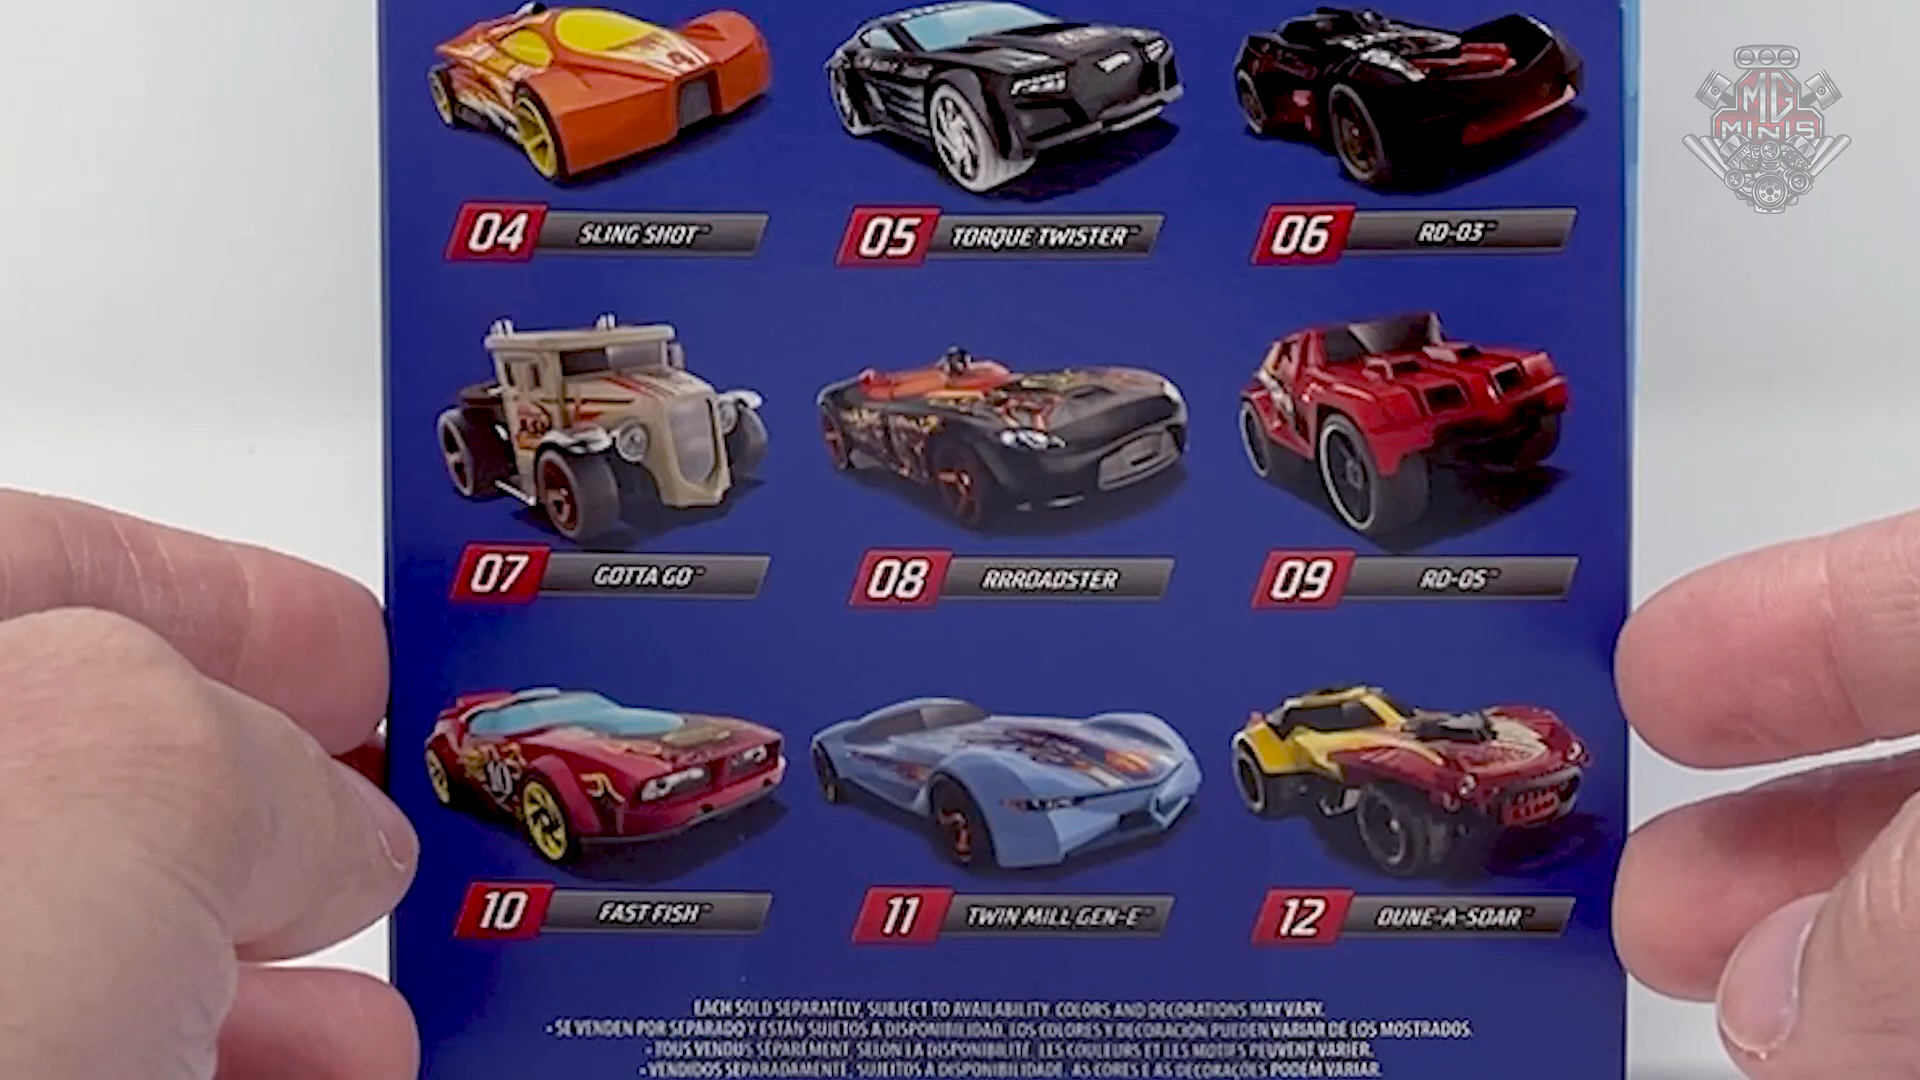 MG
MINIS
04 SLING SHOT™
05 TORQUE TWISTER™
06 RD-03™
07 GOTTA GO™
08 RRROADSTER
09 RD-05™
10 FAST FISH™
11 TWIN MILL GEN-E™
12 DUNE-A-SOAR™
EACH SOLD SEPARATELY, SUBJECT TO AVAILABILITY. COLORS AND DECORATIONS MAY VARY.
• SE VENDEN POR SEPARADO Y ESTÁN SUJETOS A DISPONIBILIDAD. LOS COLORES Y DECORACIÓN PUEDEN VARIAR DE LOS MOSTRADOS.
• TOUS VENDUS SÉPARÉMENT, SELON LA DISPONIBILITÉ. LES COULEURS ET LES MOTIFS PEUVENT VARIER.
• VENDIDOS SEPARADAMENTE, SUJEITOS A DISPONIBILIDADE. AS CORES E AS DECORAÇÕES PODEM VARIAR.